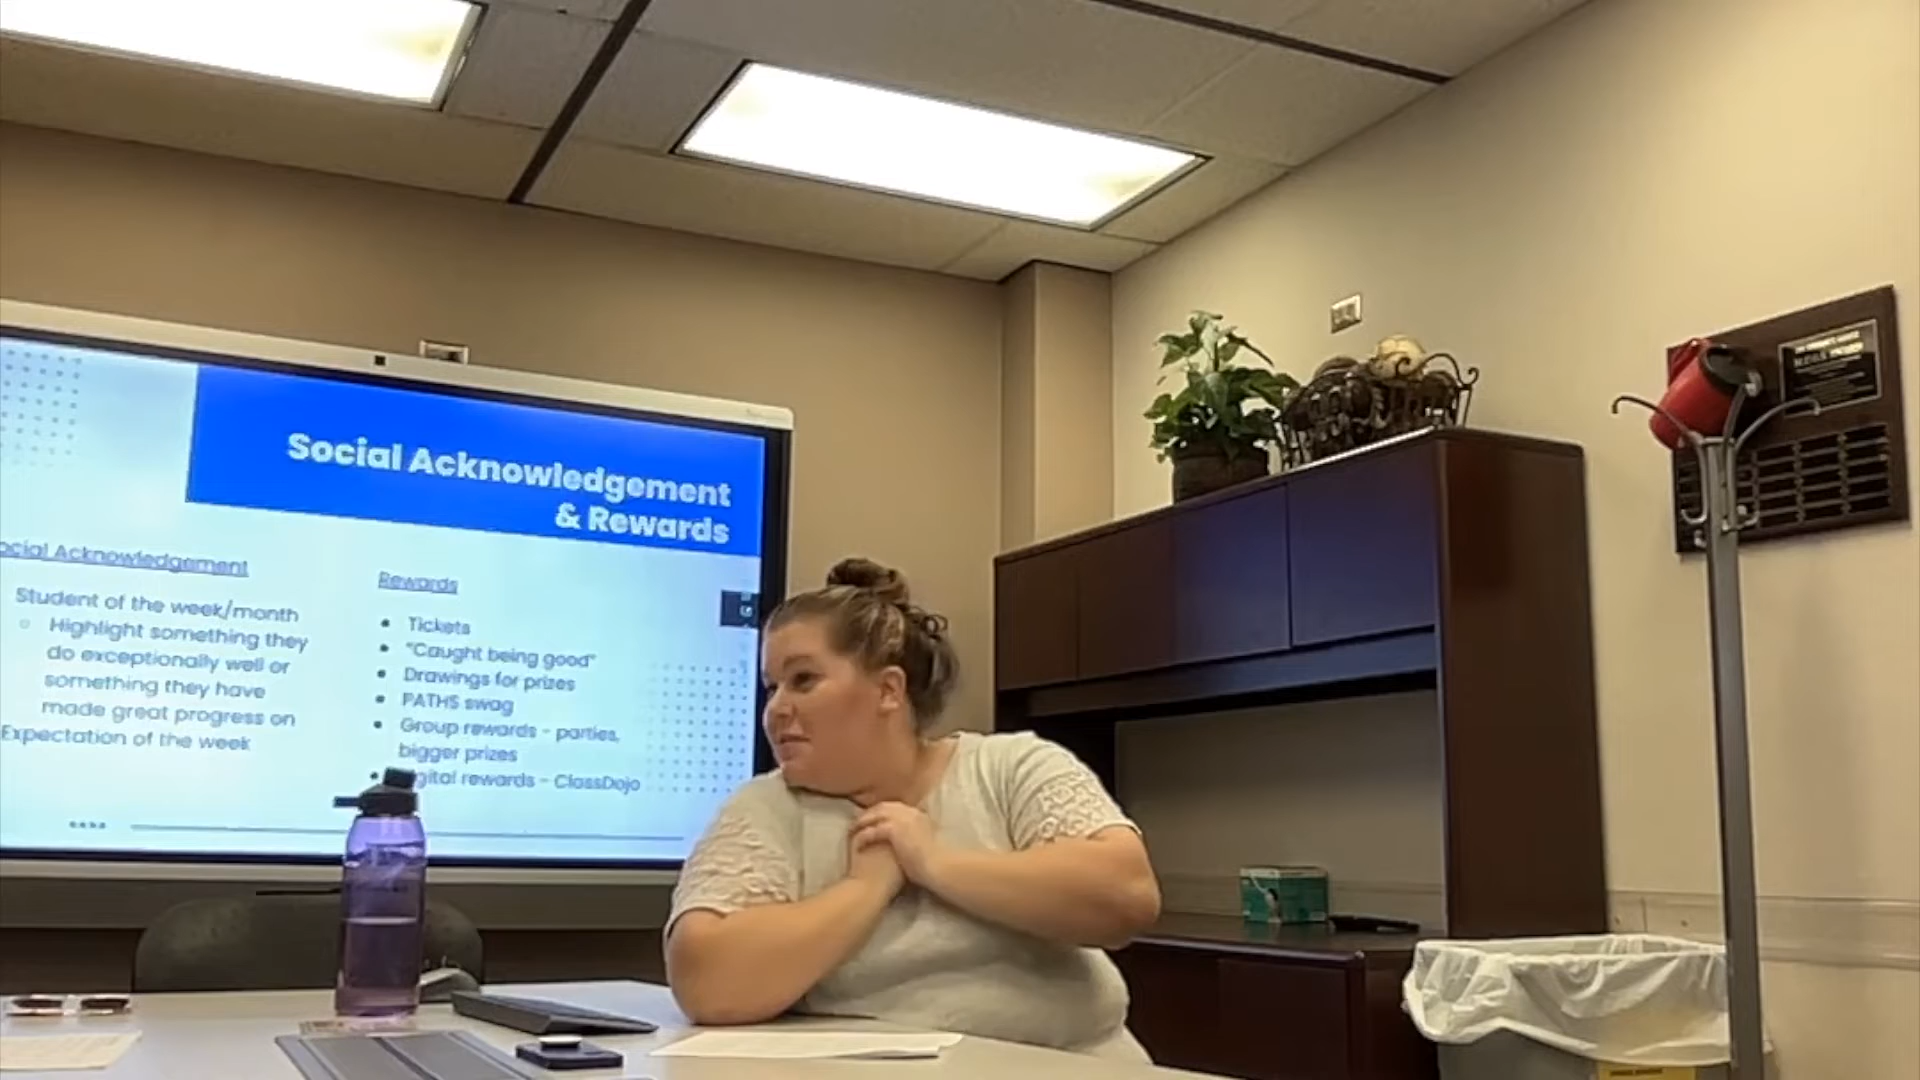 Social Acknowledgement
& Rewards
ocial Acknowledgement
Student of the week/month
Highlight something they
do exceptionally well or
something they have
made great progress on
Expectation of the week
Rewards
Tickets
"Caught being good"
Drawings for prizes
PATHS swag
Group rewards - parties,
bigger prizes
gital rewards - ClassDojo